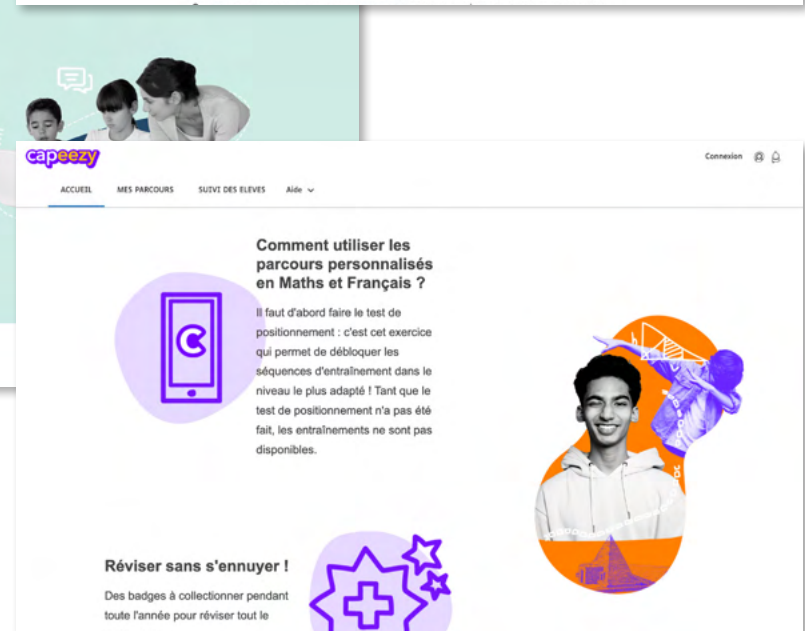 capeezy
Connexion
ACCUEIL MES PARCOURS SUIVI DES ELEVES Aide
Comment utiliser les
parcours personnalisés
en Maths et Français ?
Il faut d'abord faire le test de
positionnement : c'est cet exercice
qui permet de débloquer les
séquences d'entraînement dans le
niveau le plus adapté ! Tant que le
test de positionnement n'a pas été
fait, les entraînements ne sont pas
disponibles.
Réviser sans s'ennuyer !
Des badges à collectionner pendant
toute l'année pour réviser tout le